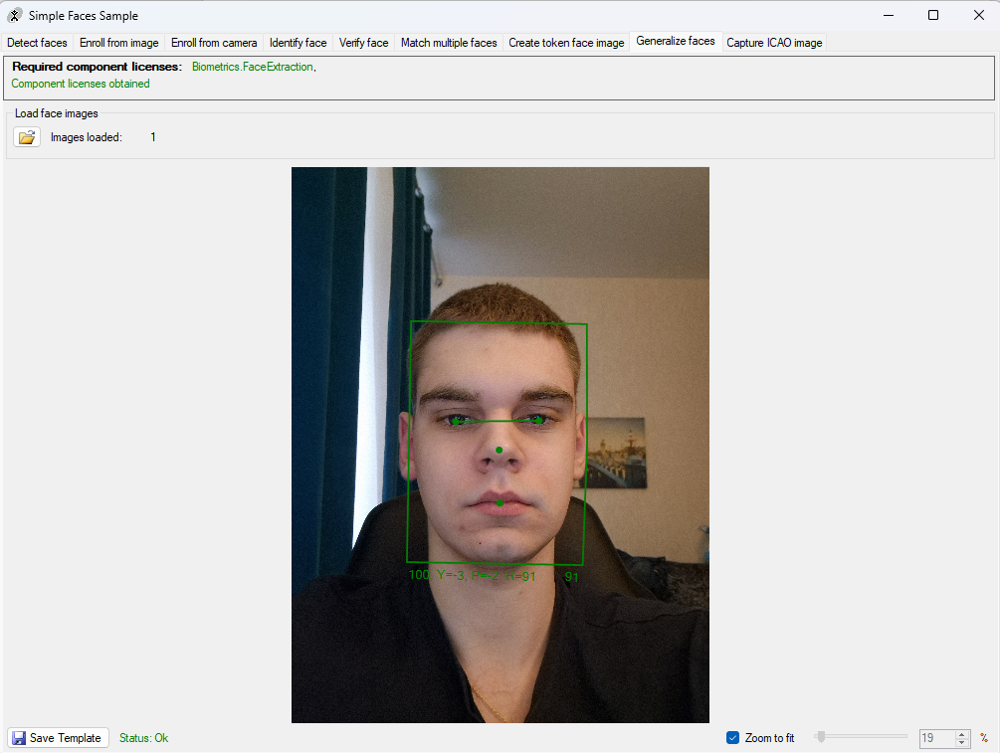 Simple Faces Sample
Detect faces Enroll from image Enroll from camera Identify face Verify face Match multiple faces Create token face image Generalize faces Capture ICAO image
Required component licenses: Biometrics.FaceExtraction,
Component licenses obtained
Load face images
Images loaded: 1
100, Y=-3, P=-2, R=91 91
Save Template Status: Ok Zoom to fit 19 %